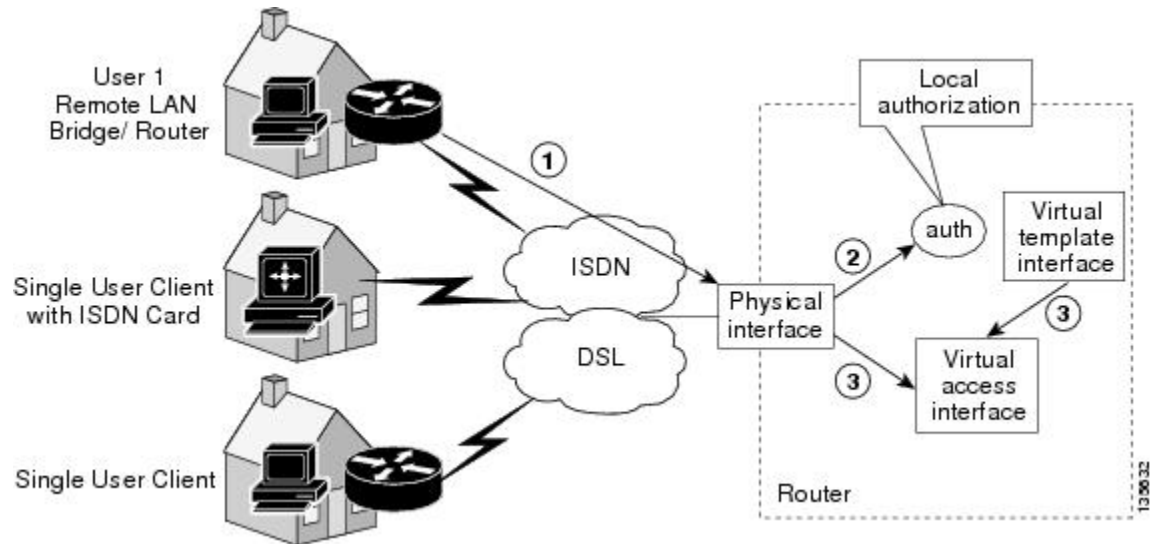 User 1
Remote LAN
Bridge/ Router
Single User Client
with ISDN Card
Single User Client
1
ISDN
DSL
Physical
interface
2
3
Local
authorization
auth
Virtual
template
interface
3
Virtual
access
interface
Router
135632